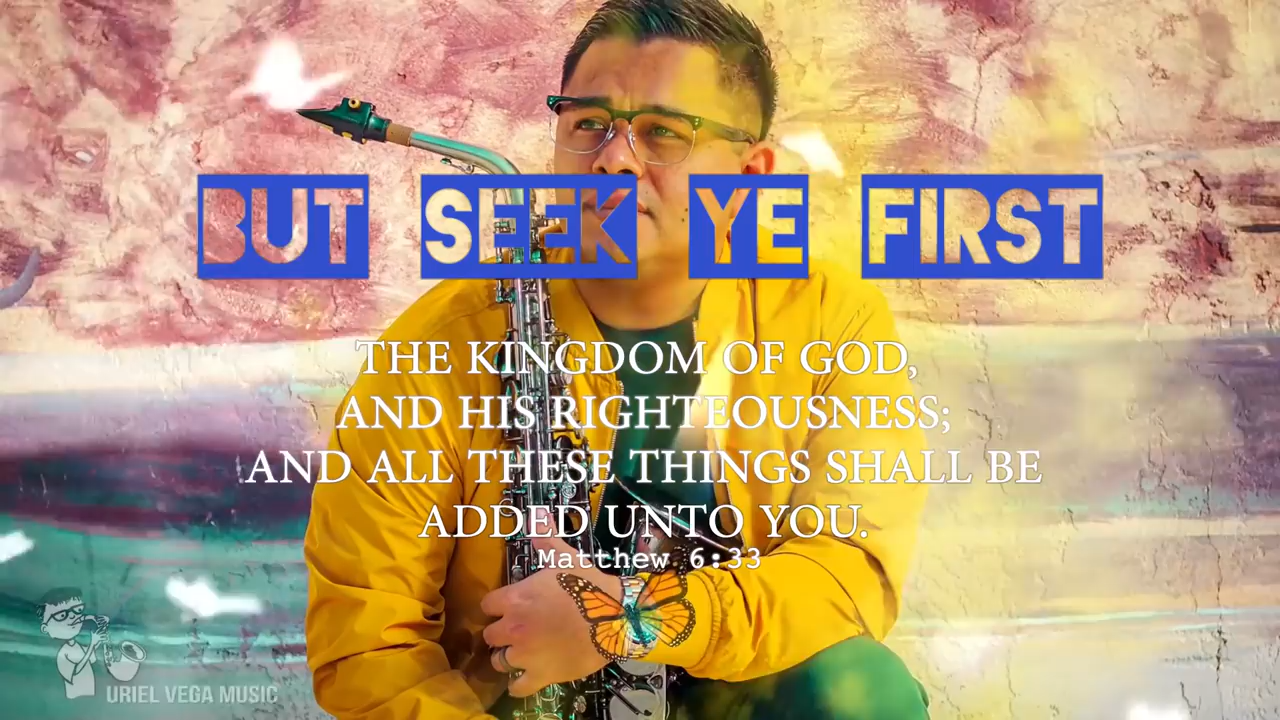 BUT SEEK YE FIRST
THE KINGDOM OF GOD,
AND HIS RIGHTEOUSNESS;
AND ALL THESE THINGS SHALL BE
ADDED UNTO YOU.
Matthew 6:33
URIEL VEGA MUSIC